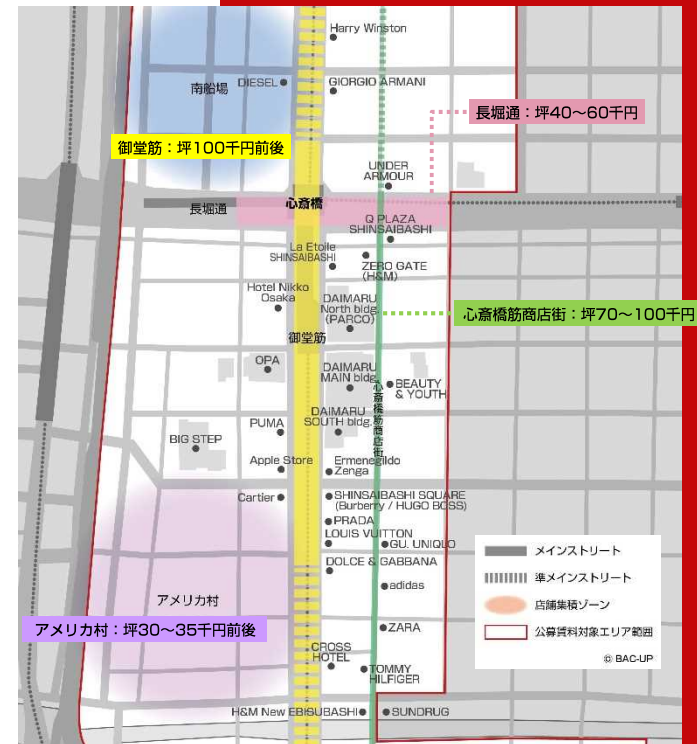 Harry Winston
南船場
DIESEL
GIORGIO ARMANI
長堀通：坪40～60千円
御堂筋：坪100千円前後
UNDER
ARMOUR
長堀通
心斎橋
Q PLAZA
SHINSAIBASHI
La Etoile
SHINSAIBASHI
ZERO GATE
(H&M)
Hotel Nikko
Osaka
DAIMARU
North bldg.
(PARCO)
心斎橋筋商店街：坪70～100千円
御堂筋
OPA
DAIMARU
MAIN bldg.
BEAUTY
& YOUTH
心斎橋筋商店街
DAIMARU
SOUTH bldg.
PUMA
BIG STEP
Apple Store
Ermenegildo
Zenga
Cartier
SHINSAIBASHI SQUARE
(Burberry / HUGO BOSS)
PRADA
LOUIS VUITTON
GU, UNIQLO
DOLCE & GABBANA
adidas
アメリカ村
アメリカ村：坪30～35千円前後
ZARA
CROSS
HOTEL
TOMMY
HILFIGER
H&M New EBISUBASHI
SUNDRUG
メインストリート
準メインストリート
店舗集積ゾーン
公募賃料対象エリア範囲
© BAC-UP